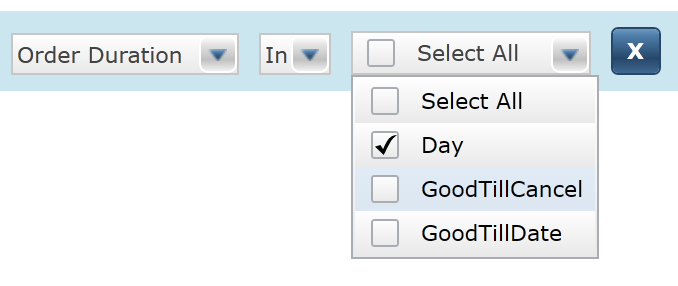 Order Duration In Select All X
Select All
Day
GoodTillCancel
GoodTillDate